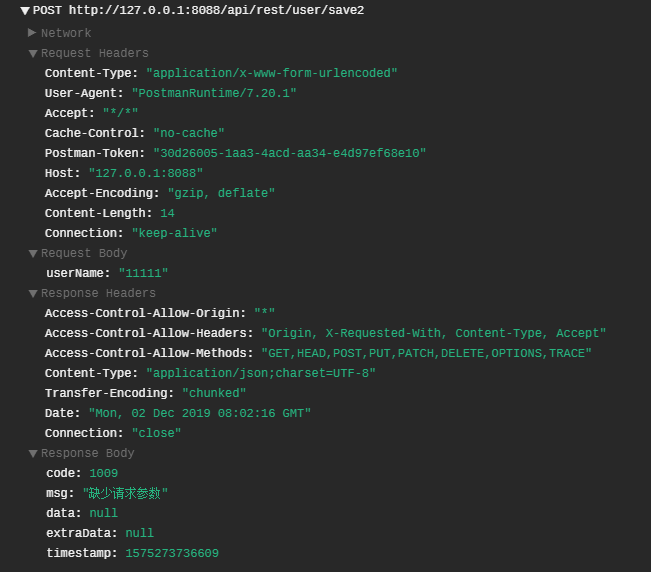 POST http://127.0.0.1:8088/api/rest/user/save2
Network
Request Headers
Content-Type: "application/x-www-form-urlencoded"
User-Agent: "PostmanRuntime/7.20.1"
Accept: "*/*"
Cache-Control: "no-cache"
Postman-Token: "30d26005-1aa3-4acd-aa34-e4d97ef68e10"
Host: "127.0.0.1:8088"
Accept-Encoding: "gzip, deflate"
Content-Length: 14
Connection: "keep-alive"
Request Body
userName: "11111"
Response Headers
Access-Control-Allow-Origin: "*"
Access-Control-Allow-Headers: "Origin, X-Requested-With, Content-Type, Accept"
Access-Control-Allow-Methods: "GET,HEAD,POST,PUT,PATCH,DELETE,OPTIONS,TRACE"
Content-Type: "application/json;charset=UTF-8"
Transfer-Encoding: "chunked"
Date: "Mon, 02 Dec 2019 08:02:16 GMT"
Connection: "close"
Response Body
code: 1009
msg: "缺少请求参数"
data: null
extraData: null
timestamp: 1575273736609